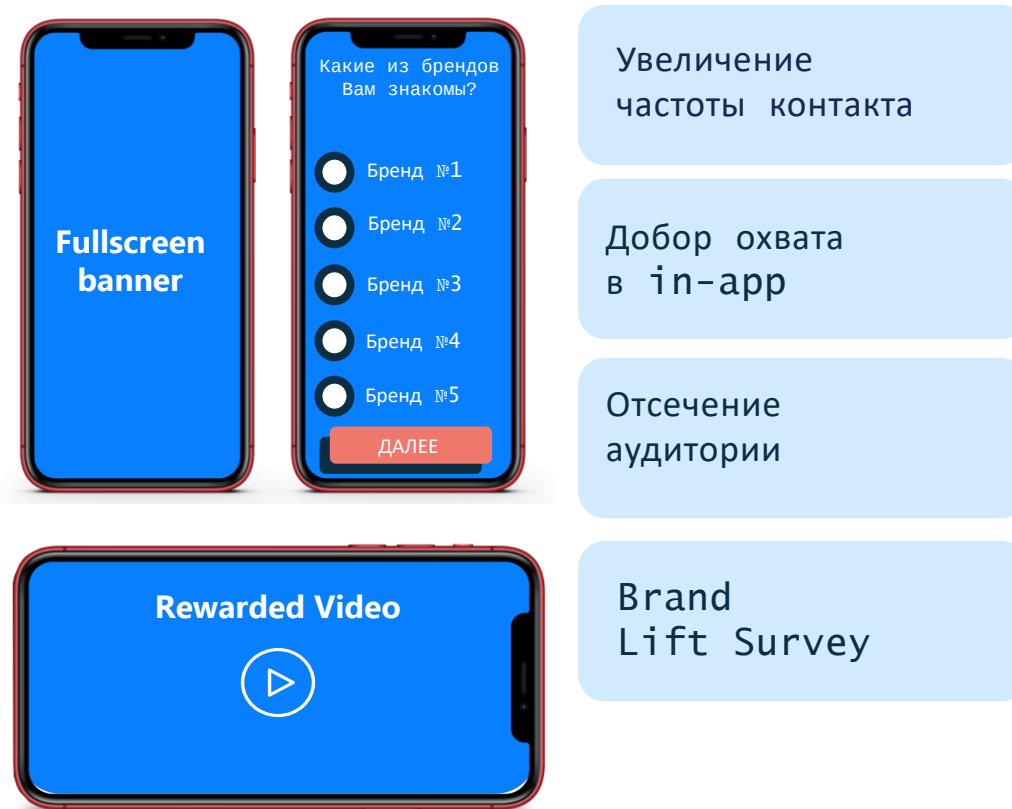 Fullscreen
banner
Какие из брендов
Вам знакомы?
Бренд №1
Бренд №2
Бренд №3
Бренд №4
Бренд №5
ДАЛЕЕ
Rewarded Video
Увеличение
частоты контакта
Добор охвата
в in-app
Отсечение
аудитории
Brand
Lift Survey